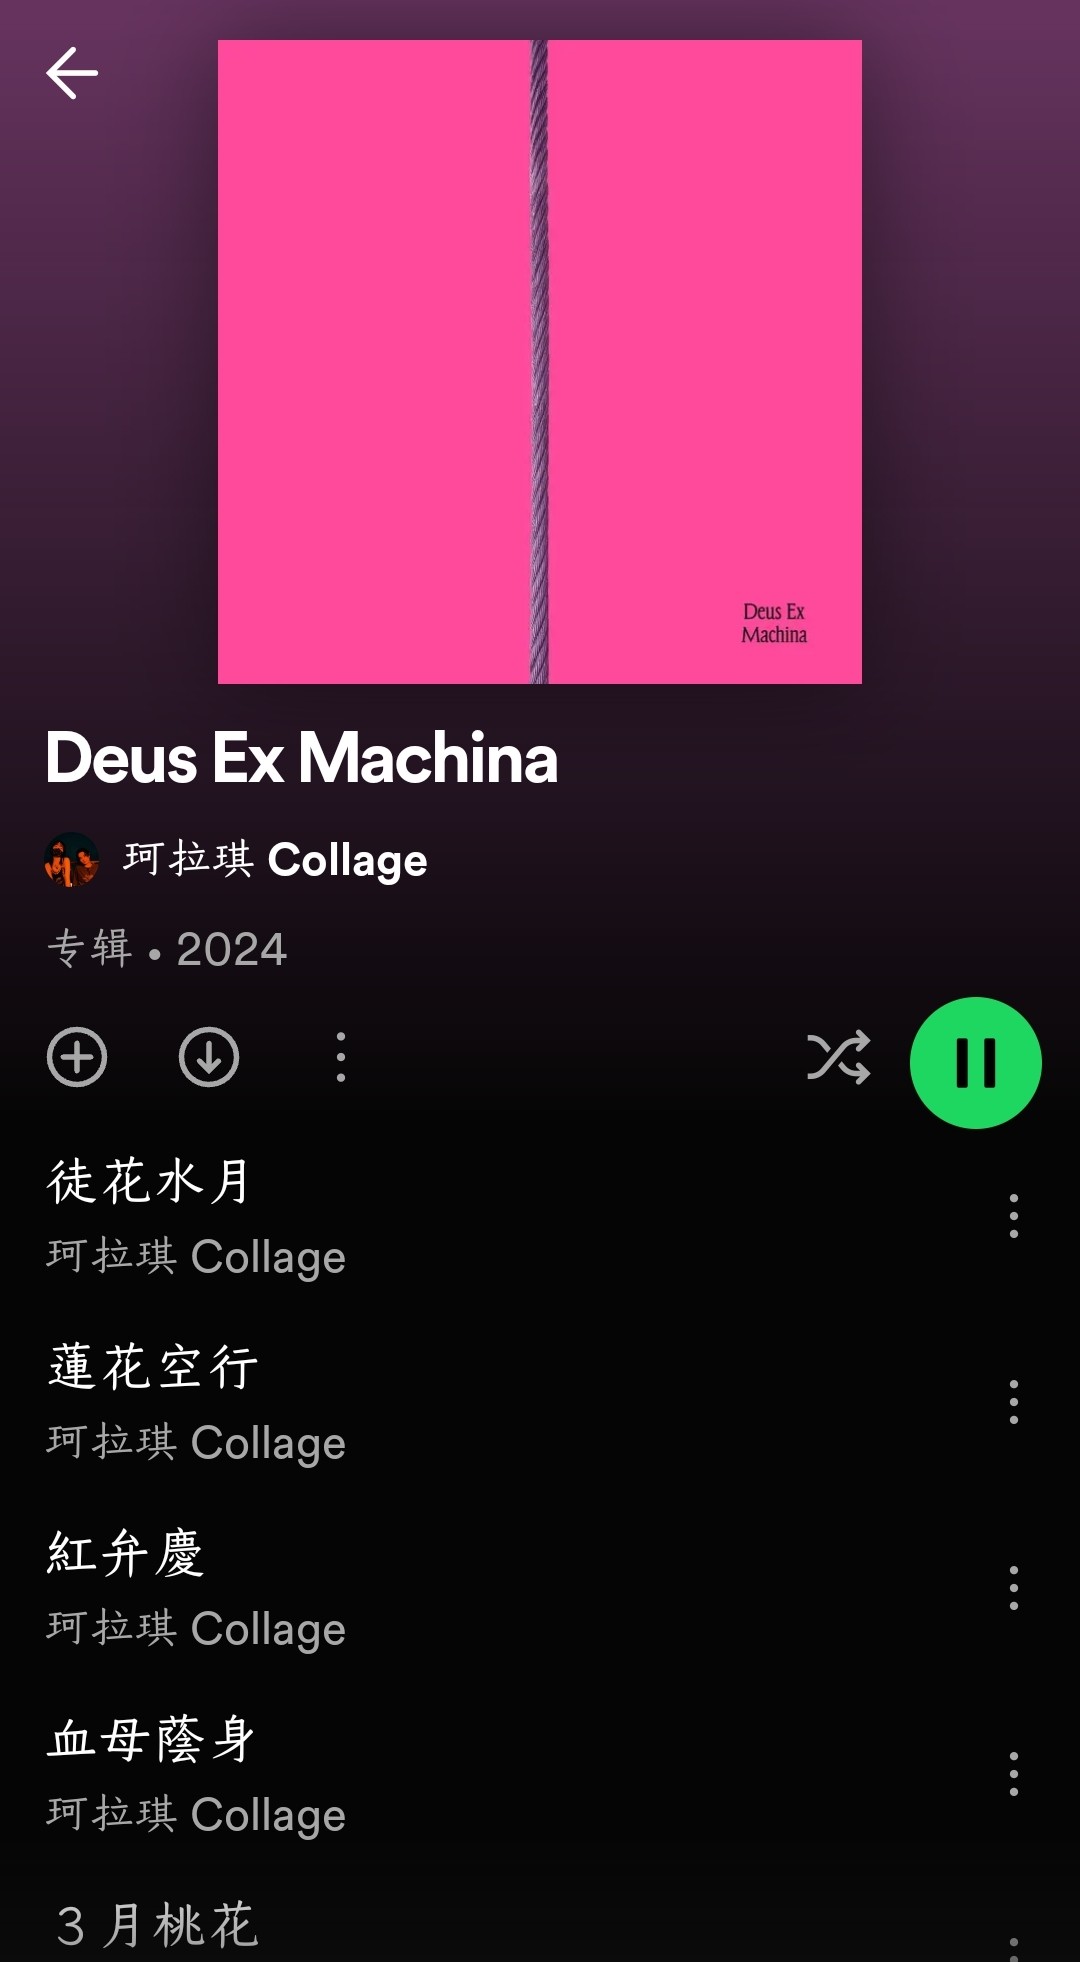 Deus Ex
Machina
Deus Ex Machina
珂拉琪 Collage
专辑 • 2024
徒花水月
珂拉琪 Collage
蓮花空行
珂拉琪 Collage
紅弁慶
珂拉琪 Collage
血母蔭身
珂拉琪 Collage
３月桃花